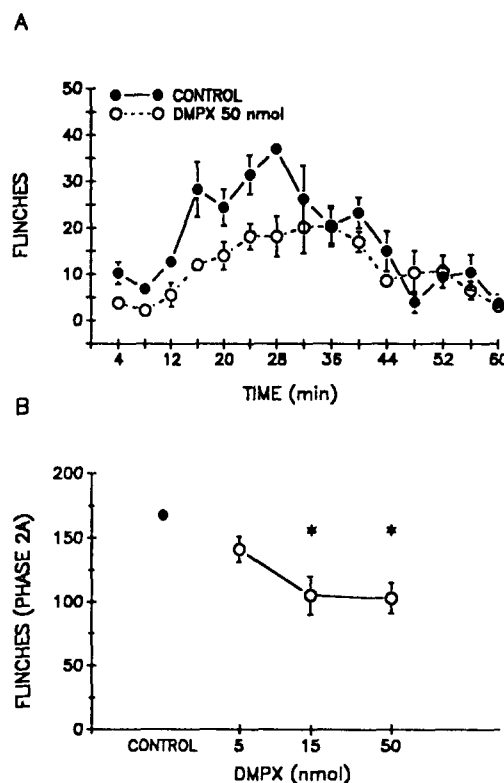 A
50
40
30
20
10
0
FLINCHES
CONTROL
DMPX 50 nmol
4 12 20 28 36 44 52 60
TIME (min)
B
200
150
100
50
0
FLINCHES (PHASE 2A)
* *
CONTROL 5 15 50
DMPX (nmol)